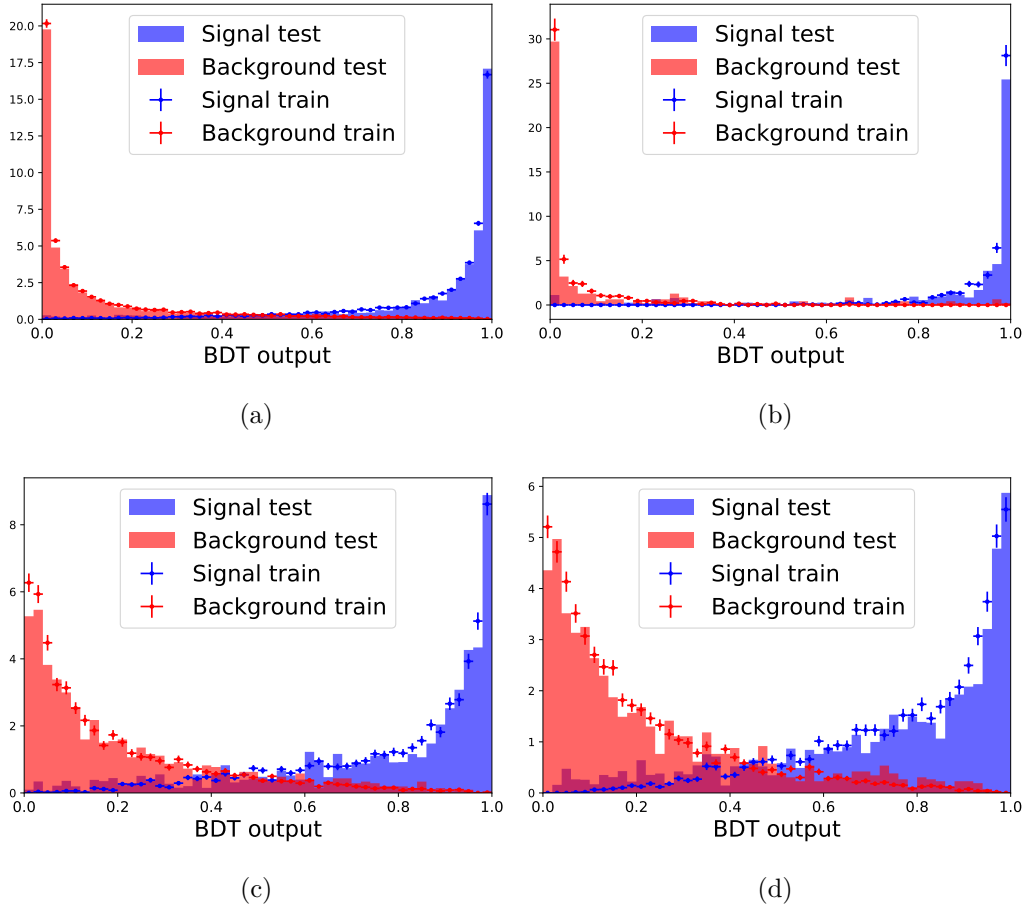 20.0
17.5
15.0
12.5
10.0
7.5
5.0
2.5
0.0
0.0 0.2 0.4 0.6 0.8 1.0
BDT output
Signal test
Background test
Signal train
Background train
(a)
30
25
20
15
10
5
0
0.0 0.2 0.4 0.6 0.8 1.0
BDT output
Signal test
Background test
Signal train
Background train
(b)
8
6
4
2
0
0.0 0.2 0.4 0.6 0.8 1.0
BDT output
Signal test
Background test
Signal train
Background train
(c)
6
5
4
3
2
1
0
0.0 0.2 0.4 0.6 0.8 1.0
BDT output
Signal test
Background test
Signal train
Background train
(d)